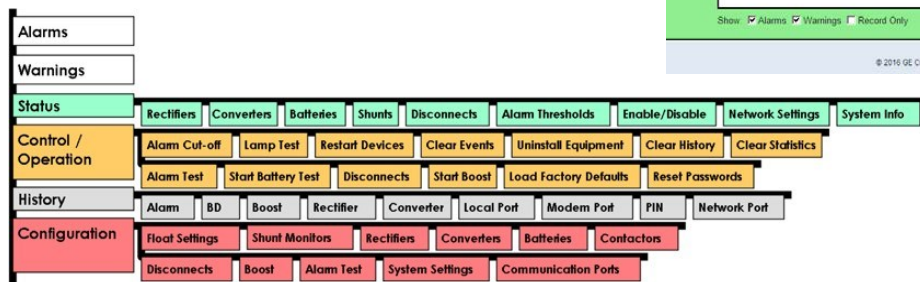 Show: Alarms Warnings Record Only
© 2016 GE C
Alarms
Warnings
Status
Rectifiers Converters Batteries Shunts Disconnects Alarm Thresholds Enable/Disable Network Settings System Info
Control /
Operation
Alarm Cut-off Lamp Test Restart Devices Clear Events Uninstall Equipment Clear History Clear Statistics
Alarm Test Start Battery Test Disconnects Start Boost Load Factory Defaults Reset Passwords
History
Alarm BD Boost Rectifier Converter Local Port Modem Port PIN Network Port
Configuration
Float Settings Shunt Monitors Rectifiers Converters Batteries Contactors
Disconnects Boost Alarm Test System Settings Communication Ports